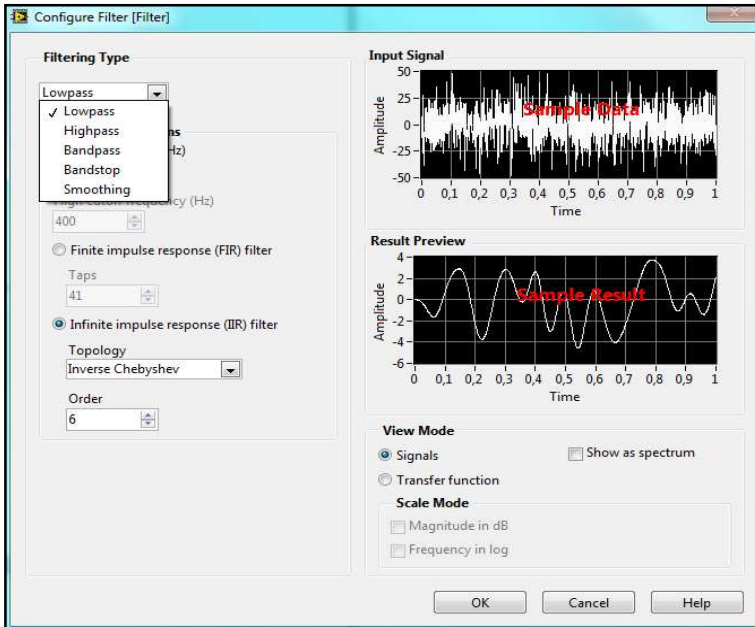 Configure Filter [Filter]
Filtering Type
Lowpass
✓ Lowpass
Highpass
Bandpass
Bandstop
Smoothing
ns
Hz)
frequency (Hz)
400
Finite impulse response (FIR) filter
Taps
41
Infinite impulse response (IIR) filter
Topology
Inverse Chebyshev
Order
6
Input Signal
50
25
0
-25
-50
Amplitude
Sample Data
0 0,1 0,2 0,3 0,4 0,5 0,6 0,7 0,8 0,9 1
Time
Result Preview
4
2
0
-2
-4
-6
Amplitude
Sample Result
0 0,1 0,2 0,3 0,4 0,5 0,6 0,7 0,8 0,9 1
Time
View Mode
Signals
Show as spectrum
Transfer function
Scale Mode
Magnitude in dB
Frequency in log
OK
Cancel
Help